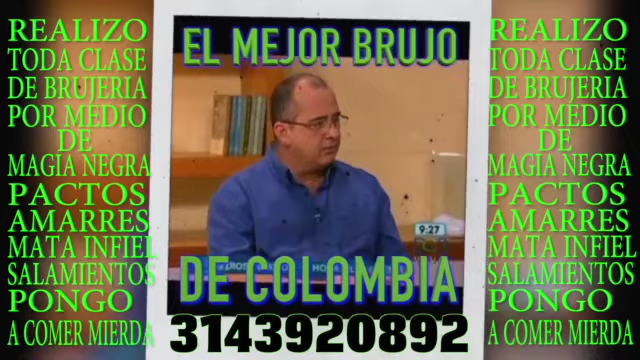 REALIZO
TODA CLASE
DE BRUJERIA
POR MEDIO
DE
MAGIA NEGRA
PACTOS
AMARRES
MATA INFIEL
SALAMIENTOS
PONGO
A COMER MIERDA
EL MEJOR BRUJO
9:27
DE COLOMBIA
3143920892
REALIZO
TODA CLASE
DE BRUJERIA
POR MEDIO
DE
MAGIA NEGRA
PACTOS
AMARRES
MATA INFIEL
SALAMIENTOS
PONGO
A COMER MIERDA